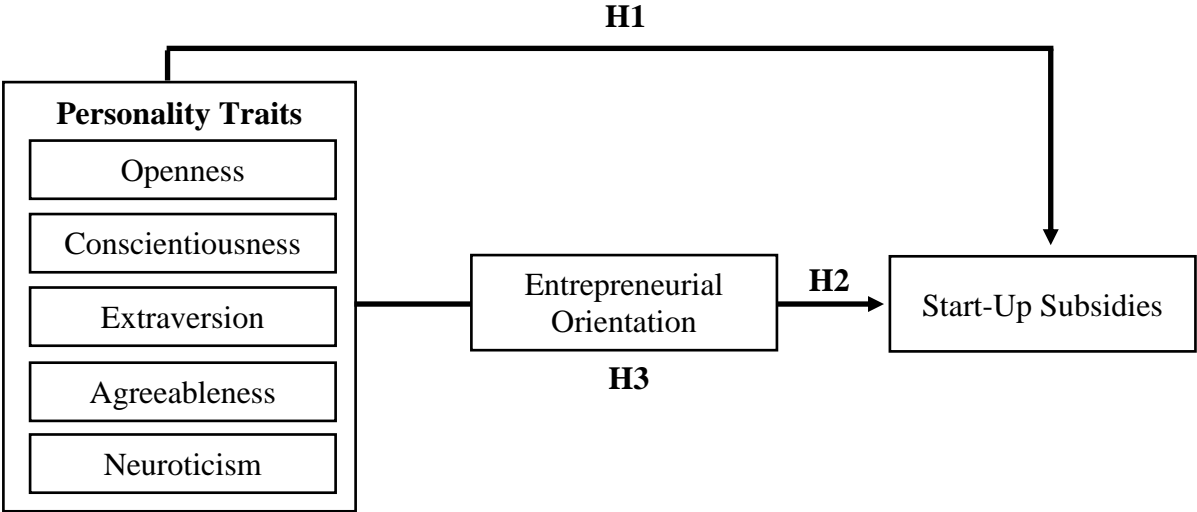 H1
Personality Traits
Openness
Conscientiousness
Extraversion
Agreeableness
Neuroticism
Entrepreneurial
Orientation
H3
H2
Start-Up Subsidies